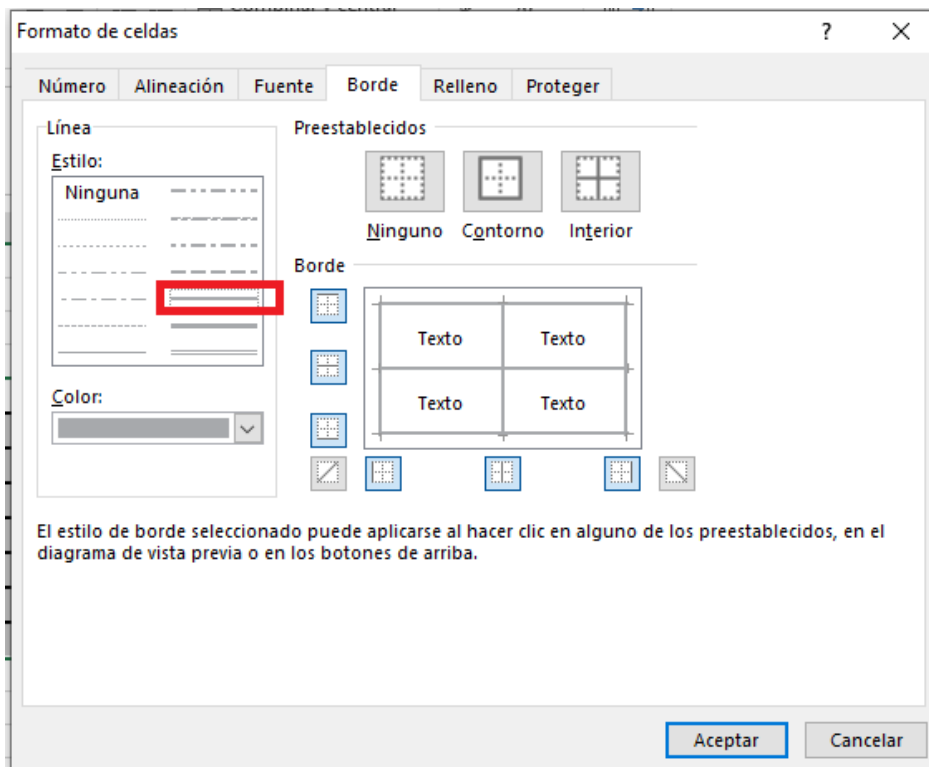 Formato de celdas ? X
Número Alineación Fuente Borde Relleno Proteger
Línea
Estilo:
Ninguna
Color:
Preestablecidos
Ninguno Contorno Interior
Borde
Texto Texto
Texto Texto
El estilo de borde seleccionado puede aplicarse al hacer clic en alguno de los preestablecidos, en el
diagrama de vista previa o en los botones de arriba.
Aceptar Cancelar